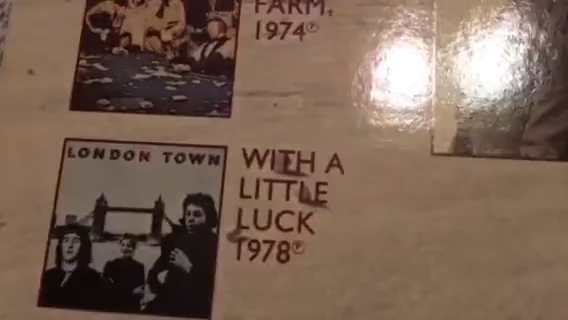 FARM,
1974℗
LONDON TOWN
WITH A
LITTLE
LUCK
1978℗